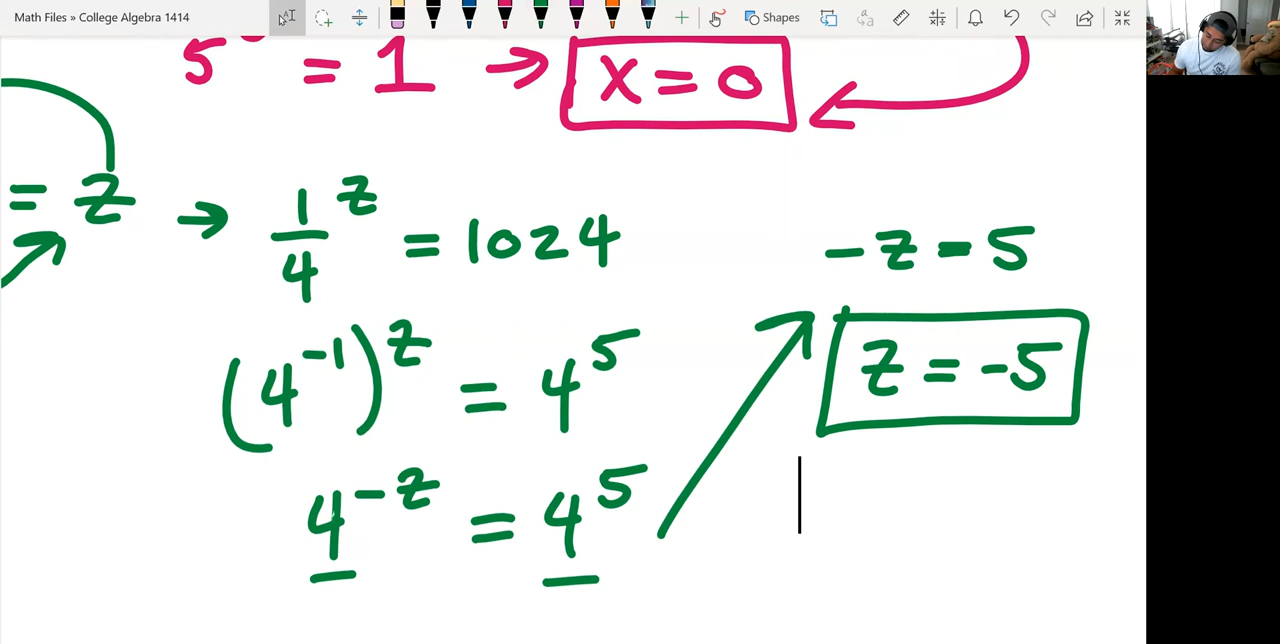 Math Files » College Algebra 1414
Shapes
5 = 1 → x = 0
= z → 1/4^z = 1024
(4^-1)^z = 4^5
4^-z = 4^5
-z = 5
z = -5